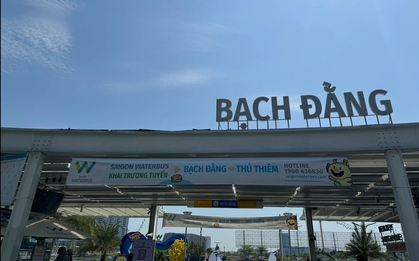 BẠCH ĐẰNG
SAIGON WATERBUS
KHAI TRƯƠNG TUYẾN
BẠCH ĐẰNG
THỦ THIÊM
HOTLINE
1900 636830